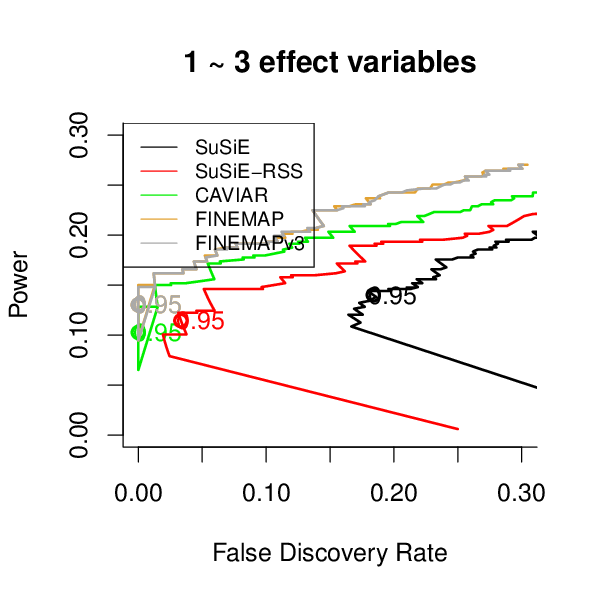 1 ~ 3 effect variables
Power
0.30
0.20
0.10
0.00
SuSiE
SuSiE−RSS
CAVIAR
FINEMAP
FINEMAPv3
0.95
0.95
0.95
0.95
0.00
0.10
0.20
0.30
False Discovery Rate